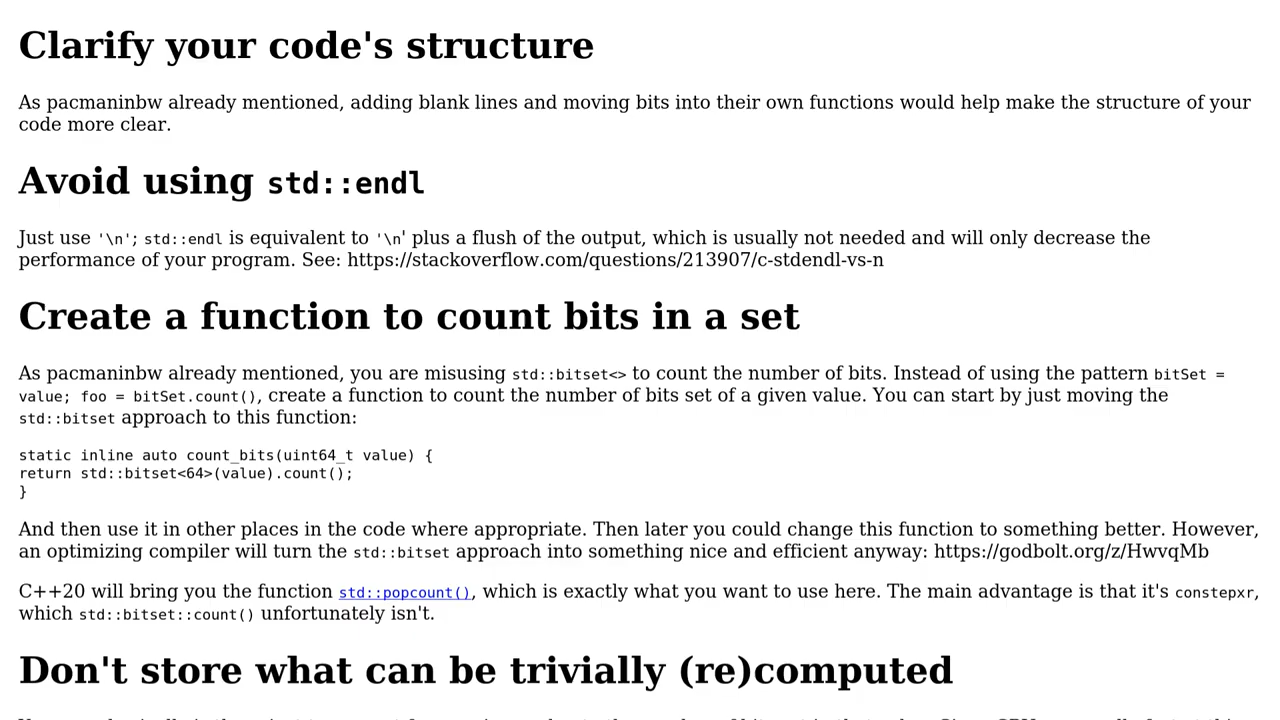 Clarify your code's structure
As pacmaninbw already mentioned, adding blank lines and moving bits into their own functions would help make the structure of your
code more clear.
Avoid using std::endl
Just use '\n'; std::endl is equivalent to '\n' plus a flush of the output, which is usually not needed and will only decrease the
performance of your program. See: https://stackoverflow.com/questions/213907/c-stdendl-vs-n
Create a function to count bits in a set
As pacmaninbw already mentioned, you are misusing std::bitset<> to count the number of bits. Instead of using the pattern bitSet =
value; foo = bitSet.count(), create a function to count the number of bits set of a given value. You can start by just moving the
std::bitset approach to this function:
static inline auto count_bits(uint64_t value) {
return std::bitset<64>(value).count();
}
And then use it in other places in the code where appropriate. Then later you could change this function to something better. However,
an optimizing compiler will turn the std::bitset approach into something nice and efficient anyway: https://godbolt.org/z/HwvqMb
C++20 will bring you the function std::popcount(), which is exactly what you want to use here. The main advantage is that it's constepxr,
which std::bitset::count() unfortunately isn't.
Don't store what can be trivially (re)computed